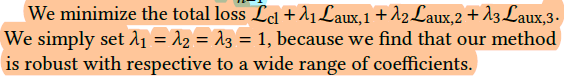 We minimize the total loss ℒcl + λ1ℒaux,1 + λ2ℒaux,2 + λ3ℒaux,3.
We simply set λ1 = λ2 = λ3 = 1, because we find that our method
is robust with respective to a wide range of coefficients.